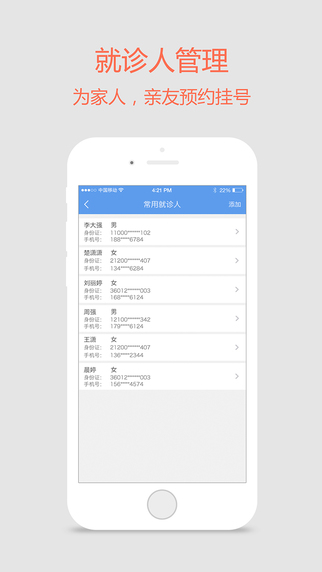 就诊人管理
为家人，亲友预约挂号
中国移动 4:21 PM 22%
常用就诊人 添加
李大强 男
身份证： 11000******102
手机号： 188****6784
楚潇潇 女
身份证： 21200******407
手机号： 134****6284
刘丽婷 女
身份证： 36012******003
手机号： 168****6124
周强 男
身份证： 12100******342
手机号： 179****6124
王潇 女
身份证： 21200******407
手机号： 136****2344
晨婷 女
身份证： 36012******003
手机号： 156****4574